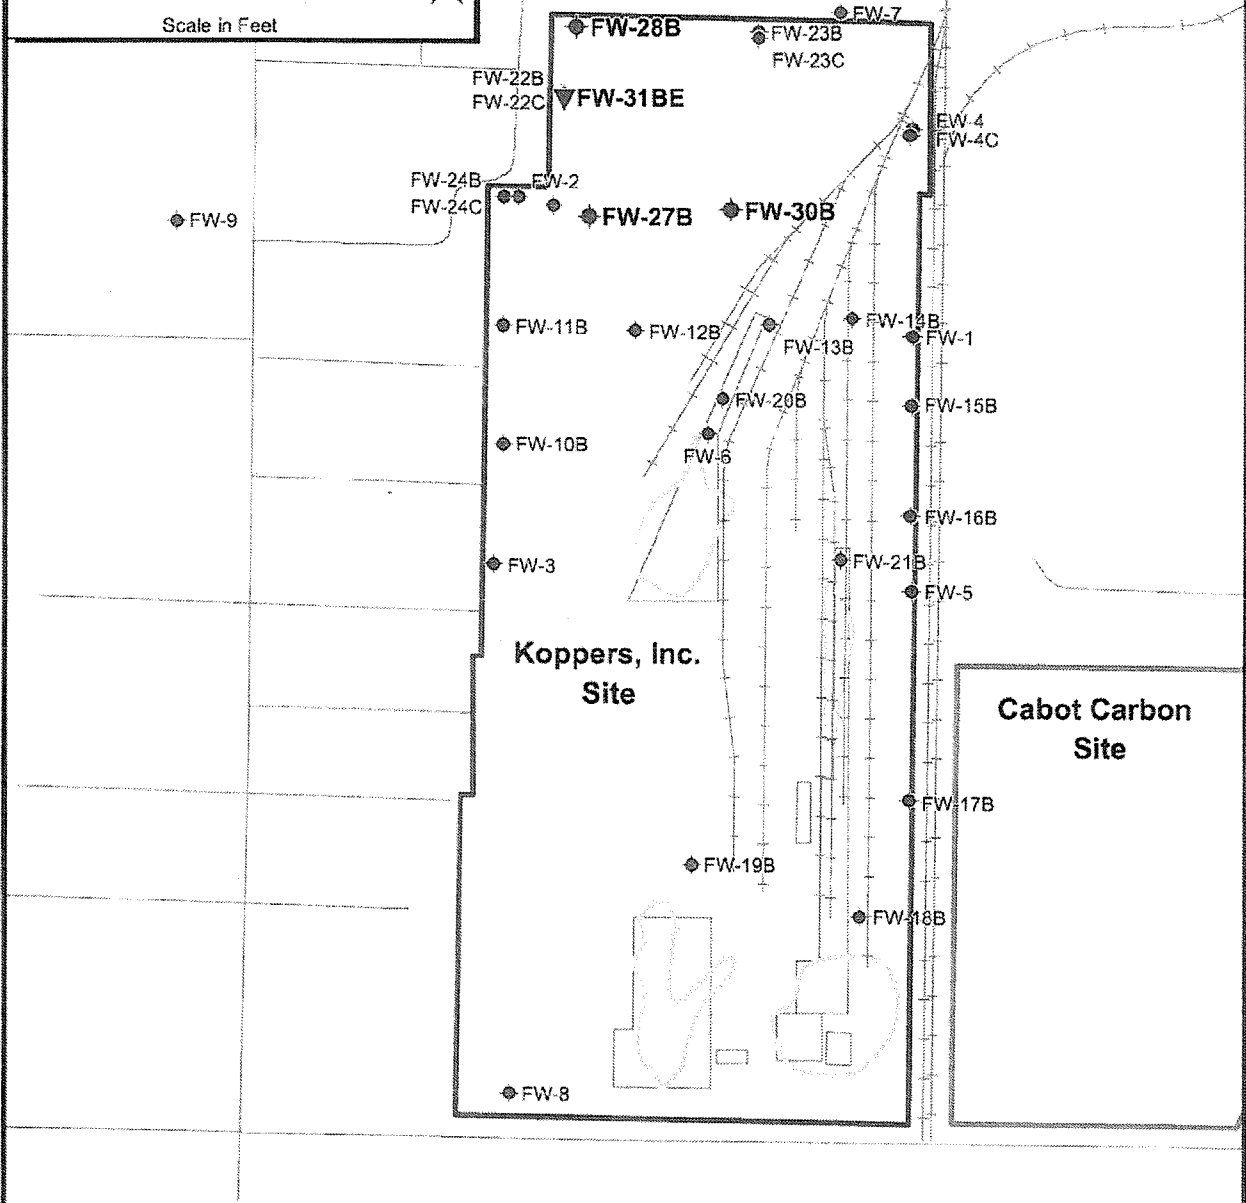 Scale in Feet
FW-7
FW-28B
FW-23B
FW-23C
FW-22B
FW-22C
FW-31BE
FW-4
FW-4C
FW-24B
FW-24C
FW-2
FW-9
FW-27B
FW-30B
FW-11B
FW-12B
FW-13B
FW-14B
FW-1
FW-20B
FW-15B
FW-10B
FW-6
FW-16B
FW-3
FW-21B
FW-5
Koppers, Inc.
Site
Cabot Carbon
Site
FW-17B
FW-19B
FW-18B
FW-8